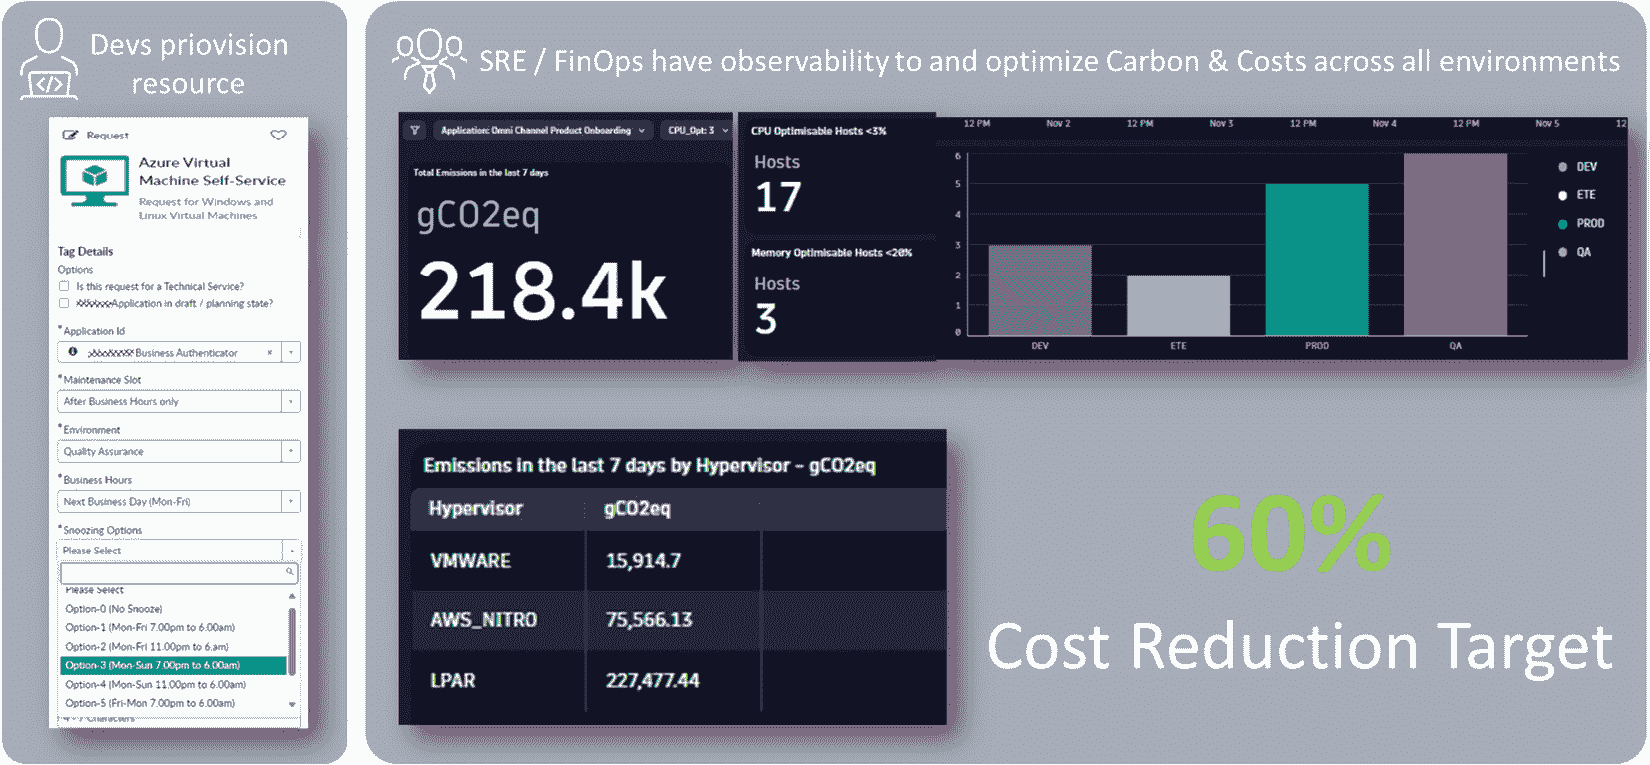 Devs priovision
resource
Request
Azure Virtual
Machine Self-Service
Request for Windows and
Linux Virtual Machines
Tag Details
Options
Is this request for a Technical Service?
Application in draft / planning state?
*Application Id
Business Authenticator
*Maintenance Slot
After Business Hours only
*Environment
Quality Assurance
*Business Hours
Next Business Day (Mon-Fri)
*Snoozing Options
Please Select
Please Select
Option-0 (No Snooze)
Option-1 (Mon-Fri 7.00pm to 6.00am)
Option-2 (Mon-Fri 11.00pm to 6.am)
Option-3 (Mon-Sun 7.00pm to 6.00am)
Option-4 (Mon-Sun 11.00pm to 6.00am)
Option-5 (Fri-Mon 7.00pm to 6.00am)
Characters
SRE / FinOps have observability to and optimize Carbon & Costs across all environments
Application: Omni Channel Product Onboarding
CPU_Opt: 3
Total Emissions in the last 7 days
gCO2eq
218.4k
CPU Optimisable Hosts <3%
Hosts
17
Memory Optimisable Hosts <20%
Hosts
3
12 PM Nov 2 12 PM Nov 3 12 PM Nov 4 12 PM Nov 5 12
6
5
4
3
2
1
0
DEV ETE PROD QA
DEV
ETE
PROD
QA
Emissions in the last 7 days by Hypervisor - gCO2eq
Hypervisor gCO2eq
VMWARE 15,914.7
AWS_NITRO 75,566.13
LPAR 227,477.44
60%
Cost Reduction Target